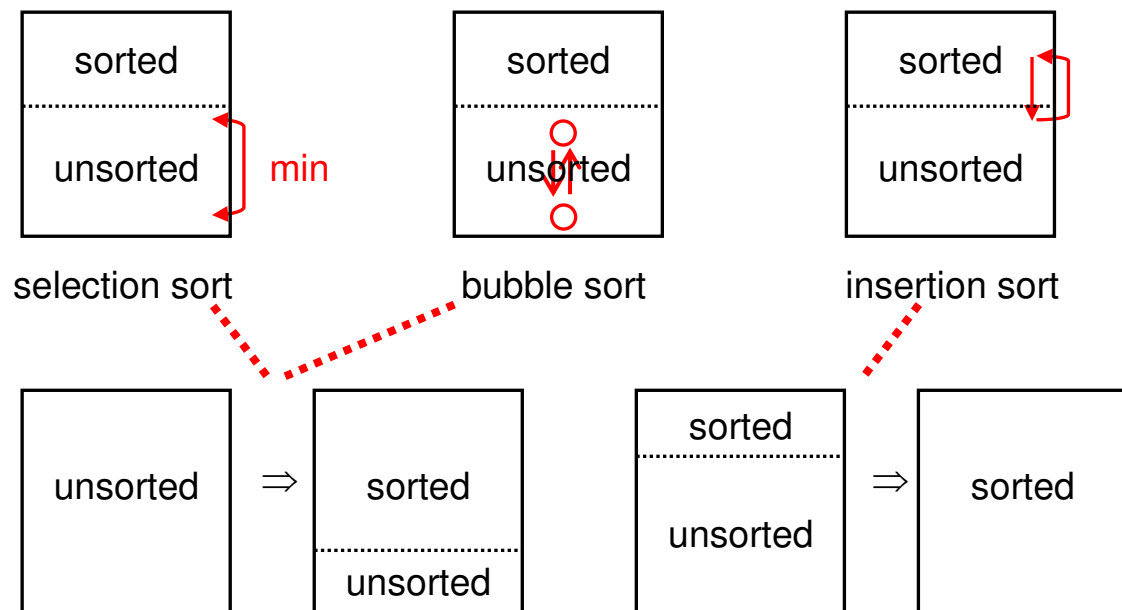 sorted
unsorted
min
selection sort
sorted
unsorted
bubble sort
sorted
unsorted
insertion sort
unsorted
⇒
sorted
unsorted
sorted
unsorted
⇒
sorted